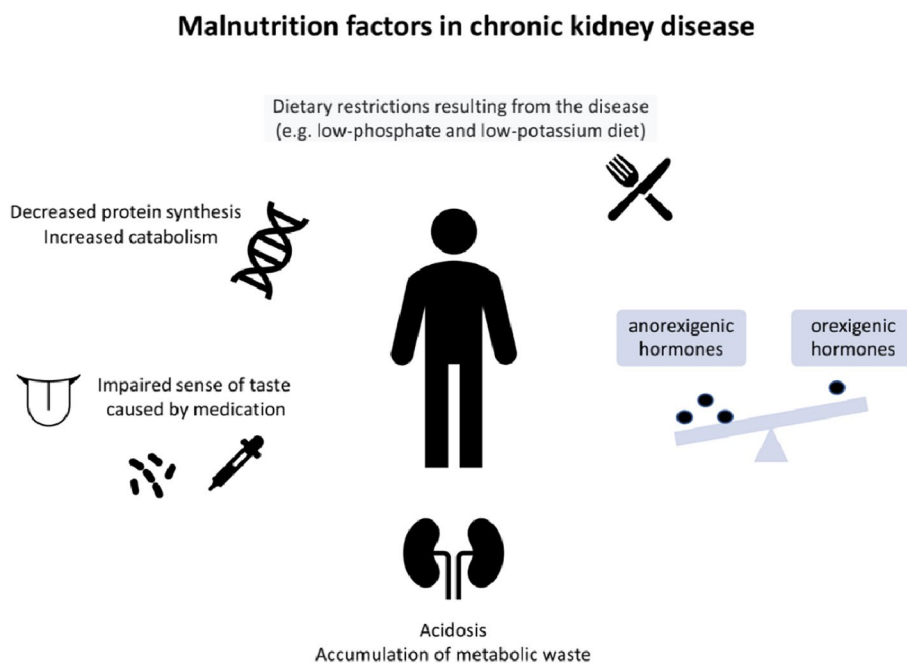 Malnutrition factors in chronic kidney disease
Dietary restrictions resulting from the disease
(e.g. low-phosphate and low-potassium diet)
Decreased protein synthesis
Increased catabolism
anorexigenic
hormones
orexigenic
hormones
Impaired sense of taste
caused by medication
Acidosis
Accumulation of metabolic waste